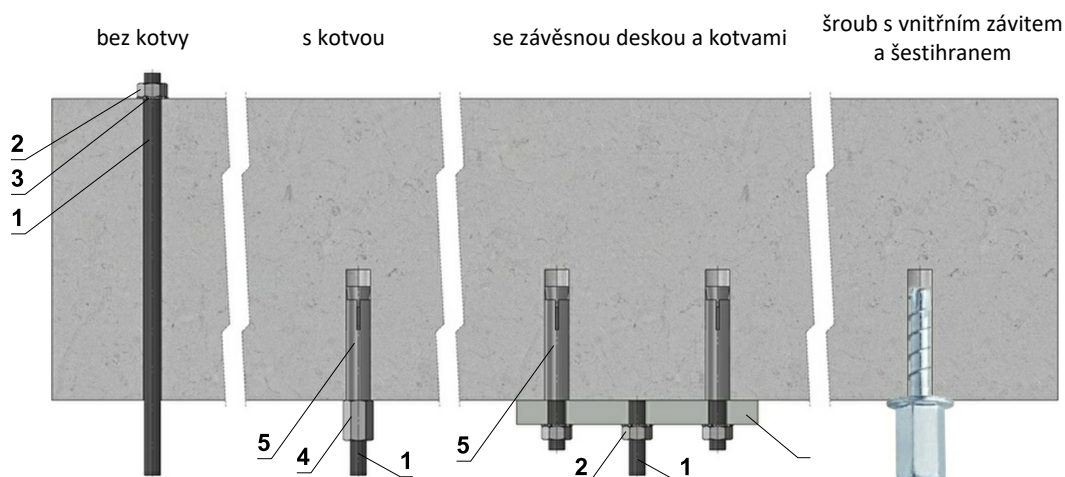 bez kotvy
s kotvou
se závěsnou deskou a kotvami
šroub s vnitřním závitem
a šestihranem
2
3
1
5
4
1
5
2
1